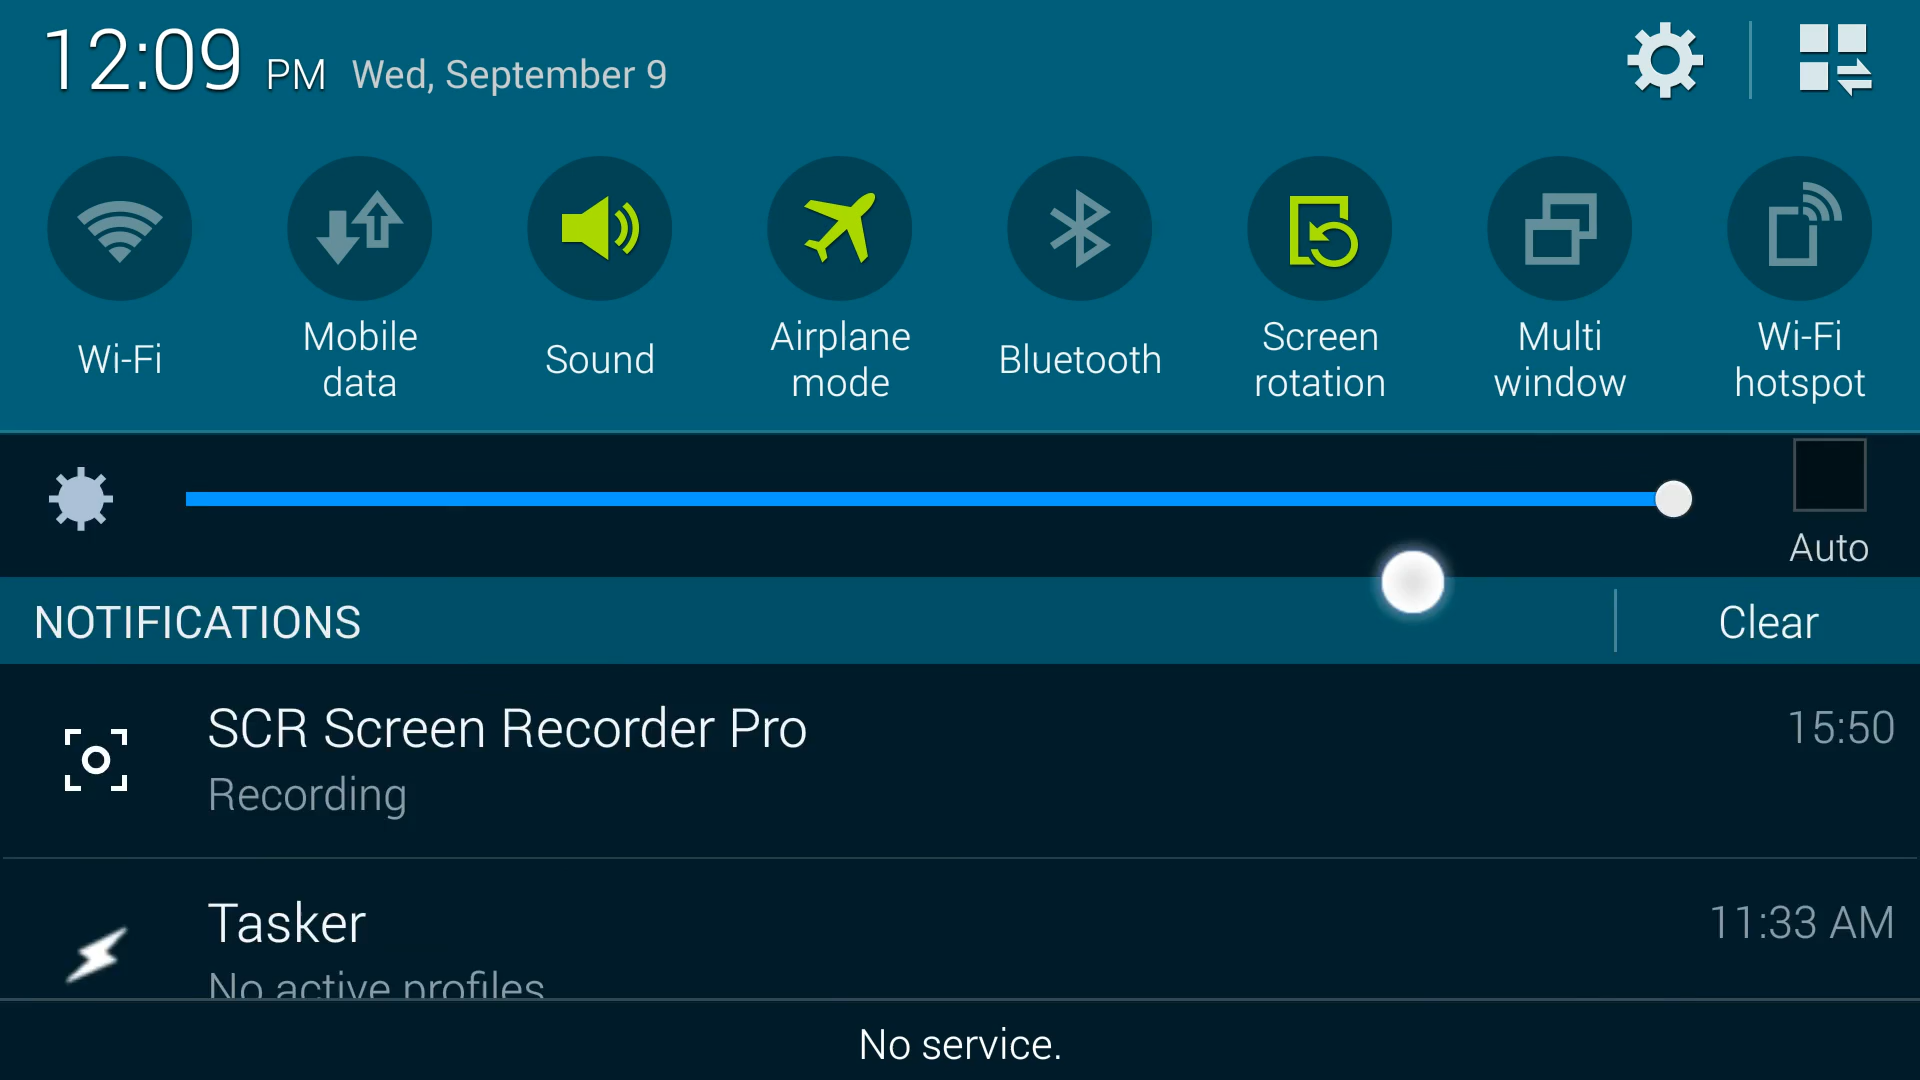 12:09 PM Wed, September 9
Wi-Fi
Mobile
data
Sound
Airplane
mode
Bluetooth
Screen
rotation
Multi
window
Wi-Fi
hotspot
Auto
NOTIFICATIONS
Clear
SCR Screen Recorder Pro
15:50
Recording
Tasker
11:33 AM
No active profiles
No service.